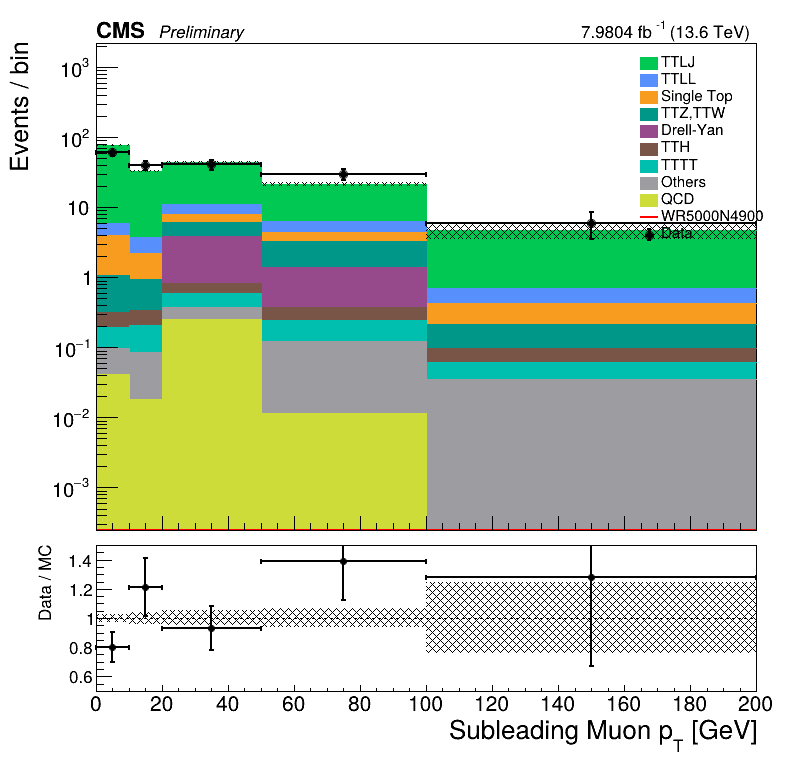 CMS Preliminary 7.9804 fb⁻¹ (13.6 TeV)
Events / bin
10³
10²
10
1
10⁻¹
10⁻²
10⁻³
TTLJ
TTLL
Single Top
TTZ,TTW
Drell-Yan
TTH
TTTT
Others
QCD
WR5000N4900
Data
Data / MC
1.4
1.2
1
0.8
0.6
0 20 40 60 80 100 120 140 160 180 200
Subleading Muon p_T [GeV]